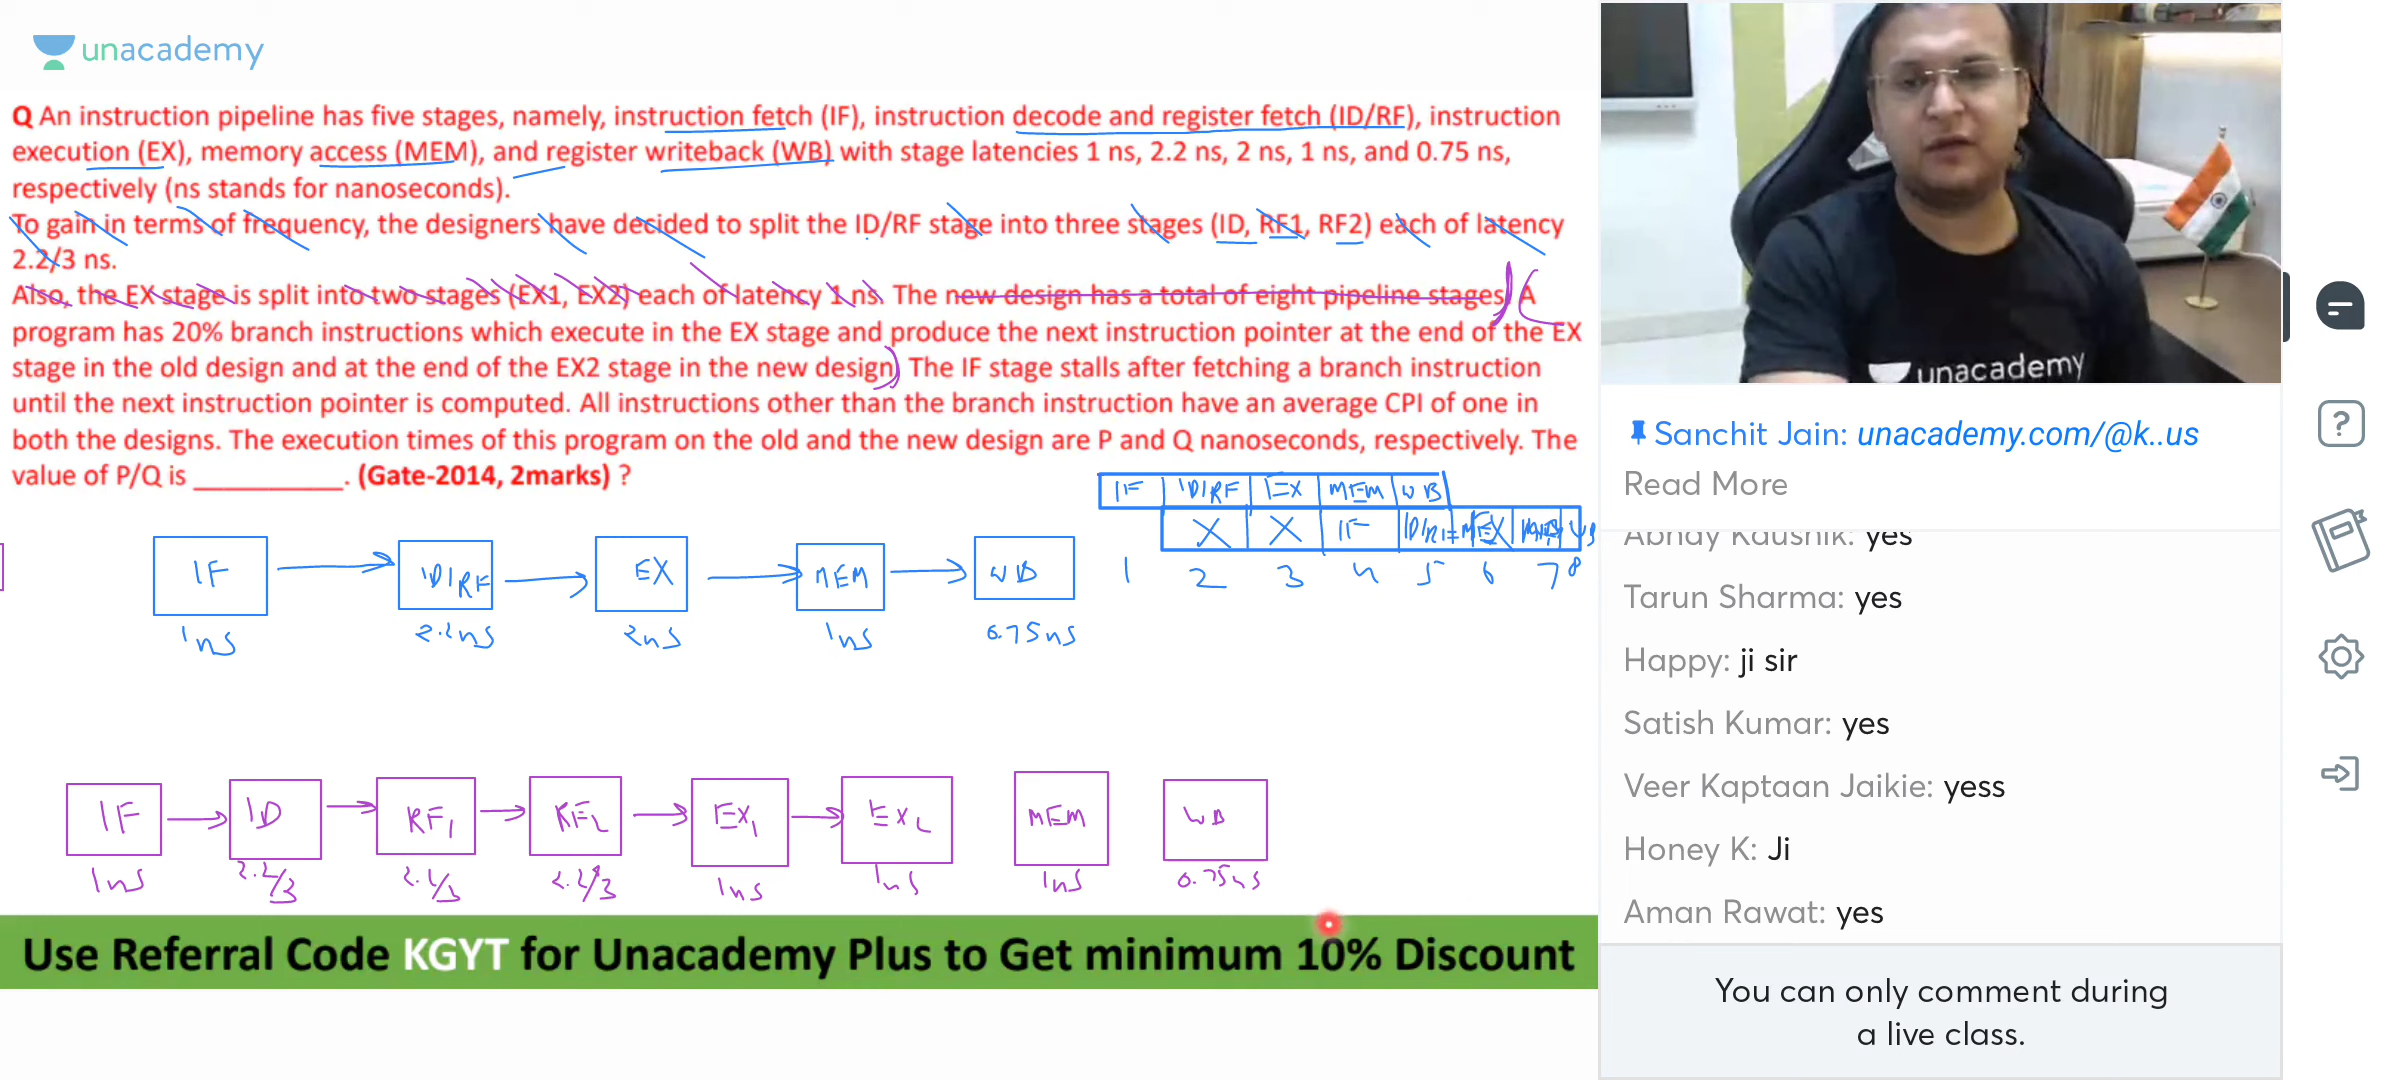 unacademy
Q An instruction pipeline has five stages, namely, instruction fetch (IF), instruction decode and register fetch (ID/RF), instruction
execution (EX), memory access (MEM), and register writeback (WB) with stage latencies 1 ns, 2.2 ns, 2 ns, 1 ns, and 0.75 ns,
respectively (ns stands for nanoseconds).
To gain in terms of frequency, the designers have decided to split the ID/RF stage into three stages (ID, RF1, RF2) each of latency
2.2/3 ns.
Also, the EX stage is split into two stages (EX1, EX2) each of latency 1 ns. The new design has a total of eight pipeline stages. A
program has 20% branch instructions which execute in the EX stage and produce the next instruction pointer at the end of the EX
stage in the old design and at the end of the EX2 stage in the new design. The IF stage stalls after fetching a branch instruction
until the next instruction pointer is computed. All instructions other than the branch instruction have an average CPI of one in
both the designs. The execution times of this program on the old and the new design are P and Q nanoseconds, respectively. The
value of P/Q is __________. (Gate-2014, 2marks) ?
IF ID/RF EX MEM WB
X X IF
1 2 3 4 5 6 7 8
IF ID/RF EX MEM WB
1ns 2.2ns 2ns 1ns 0.75ns
IF ID RF1 RF2 EX1 EX2 MEM WB
1ns 2.2/3 2.2/3 2.2/3 1ns 1ns 1ns 0.75ns
Use Referral Code KGYT for Unacademy Plus to Get minimum 10% Discount
unacademy
Sanchit Jain: unacademy.com/@k..us
Read More
Abhay Kaushik: yes
Tarun Sharma: yes
Happy: ji sir
Satish Kumar: yes
Veer Kaptaan Jaikie: yess
Honey K: Ji
Aman Rawat: yes
You can only comment during
a live class.